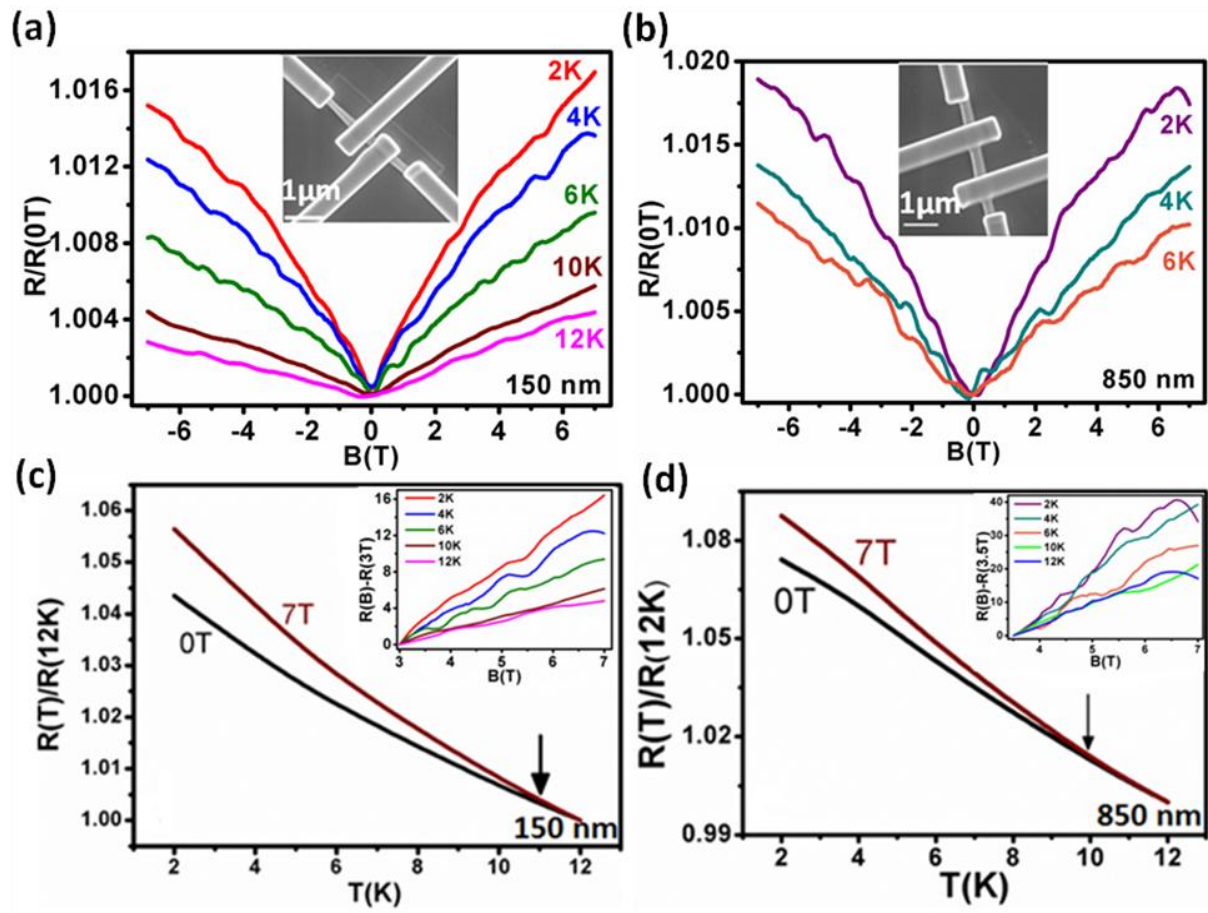 (a)
R/R(0T)
1.016
1.012
1.008
1.004
1.000
2K
4K
6K
10K
12K
1µm
150 nm
-6 -4 -2 0 2 4 6
B(T)
(b)
R/R(0T)
1.020
1.015
1.010
1.005
1.000
2K
4K
6K
1µm
850 nm
-6 -4 -2 0 2 4 6
B(T)
(c)
R(T)/R(12K)
1.06
1.05
1.04
1.03
1.02
1.01
1.00
7T
0T
150 nm
2 4 6 8 10 12
T(K)
R(B)-R(3T)
16
12
8
4
0
2K
4K
6K
10K
12K
3 4 5 6 7
B(T)
(d)
R(T)/R(12K)
1.08
1.05
1.02
0.99
7T
0T
850 nm
2 4 6 8 10 12
T(K)
R(B)-R(3.5T)
40
30
20
10
0
2K
4K
6K
10K
12K
4 5 6 7
B(T)